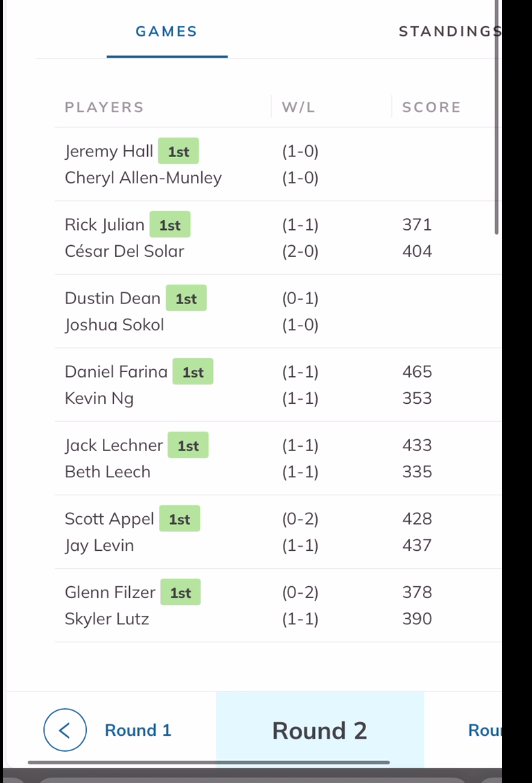 GAMES STANDINGS
PLAYERS W/L SCORE
Jeremy Hall 1st (1-0)
Cheryl Allen-Munley (1-0)
Rick Julian 1st (1-1) 371
César Del Solar (2-0) 404
Dustin Dean 1st (0-1)
Joshua Sokol (1-0)
Daniel Farina 1st (1-1) 465
Kevin Ng (1-1) 353
Jack Lechner 1st (1-1) 433
Beth Leech (1-1) 335
Scott Appel 1st (0-2) 428
Jay Levin (1-1) 437
Glenn Filzer 1st (0-2) 378
Skyler Lutz (1-1) 390
Round 1 Round 2